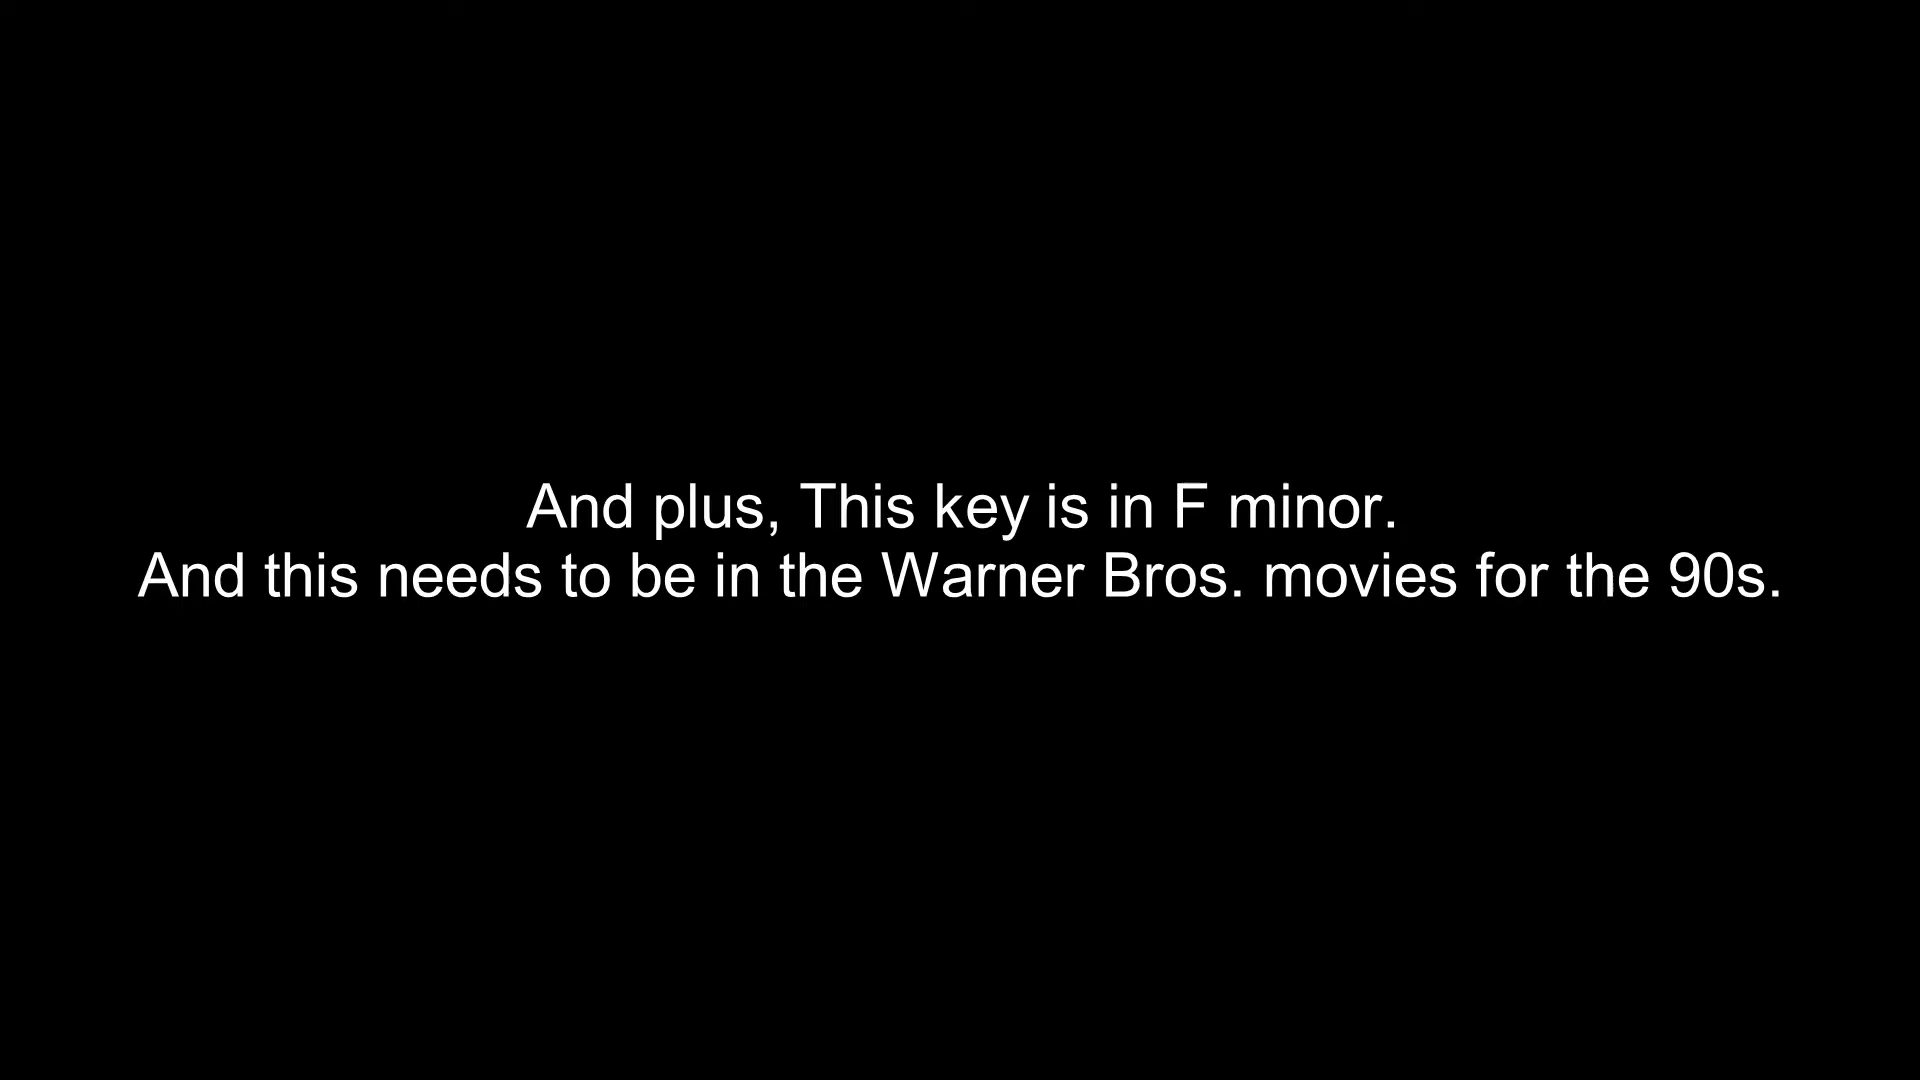 And plus, This key is in F minor.
And this needs to be in the Warner Bros. movies for the 90s.